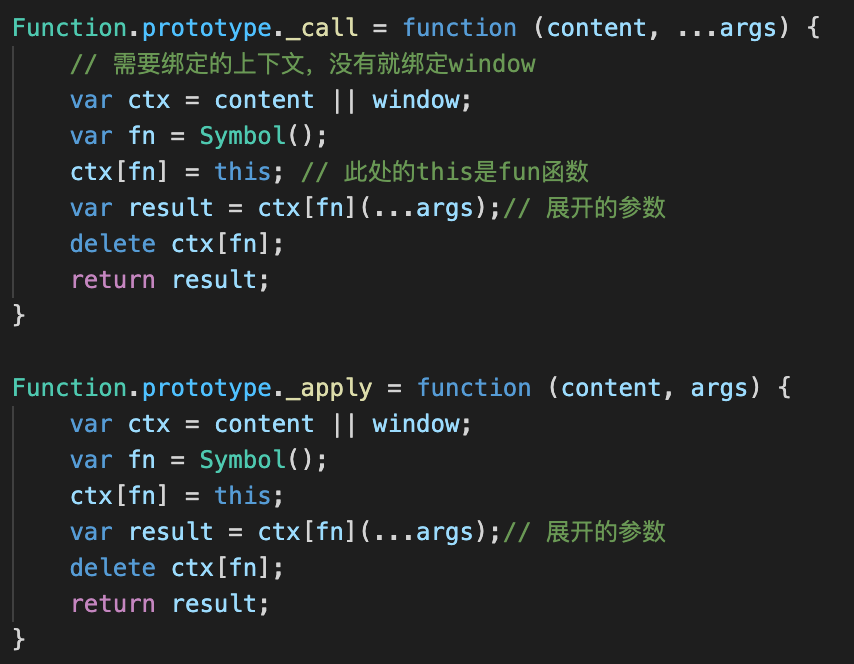 Function.prototype._call = function (content, ...args) {
    // 需要绑定的上下文，没有就绑定window
    var ctx = content || window;
    var fn = Symbol();
    ctx[fn] = this; // 此处的this是fun函数
    var result = ctx[fn](...args);// 展开的参数
    delete ctx[fn];
    return result;
}

Function.prototype._apply = function (content, args) {
    var ctx = content || window;
    var fn = Symbol();
    ctx[fn] = this;
    var result = ctx[fn](...args);// 展开的参数
    delete ctx[fn];
    return result;
}